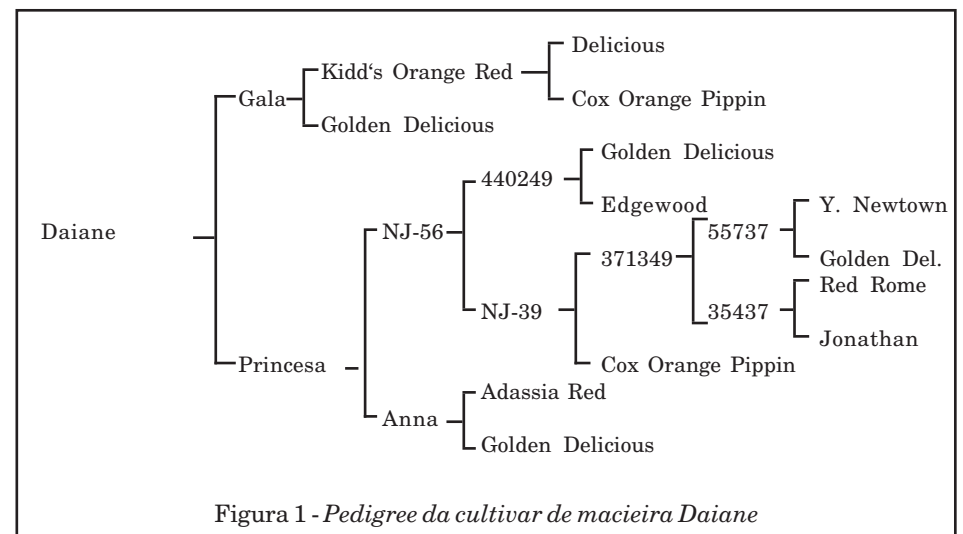 Delicious
Kidd‘s Orange Red
Gala
Cox Orange Pippin
Golden Delicious
Golden Delicious
440249
Edgewood
Y. Newtown
Daiane
NJ-56
55737
371349
Golden Del.
Red Rome
NJ-39
35437
Jonathan
Princesa
Cox Orange Pippin
Adassia Red
Anna
Golden Delicious
Figura 1 - Pedigree da cultivar de macieira Daiane